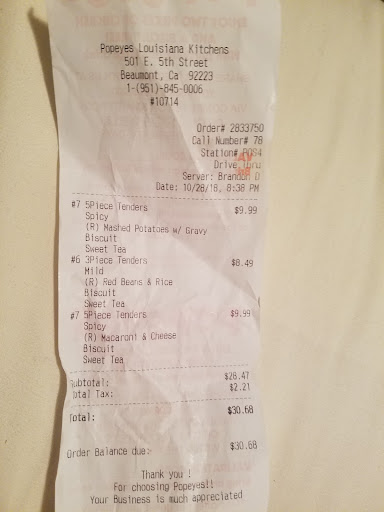 Popeyes Louisiana Kitchens
501 E. 5th Street
Beaumont, Ca 92223
1-(951)-845-0006
#10714
Order# 2833750
Call Number# 78
Station# POS4
Drive Thru
Server: Brandon D
Date: 10/28/18, 8:38 PM
#7 5Piece Tenders $9.99
Spicy
(R) Mashed Potatoes w/ Gravy
Biscuit
Sweet Tea
#6 3Piece Tenders $8.49
Mild
(R) Red Beans & Rice
Biscuit
Sweet Tea
#7 5Piece Tenders $9.99
Spicy
(R) Macaroni & Cheese
Biscuit
Sweet Tea
Subtotal: $28.47
Total Tax: $2.21
Total: $30.68
Order Balance due:- $30.68
Thank you !
For choosing Popeyes!!
Your Business is much appreciated